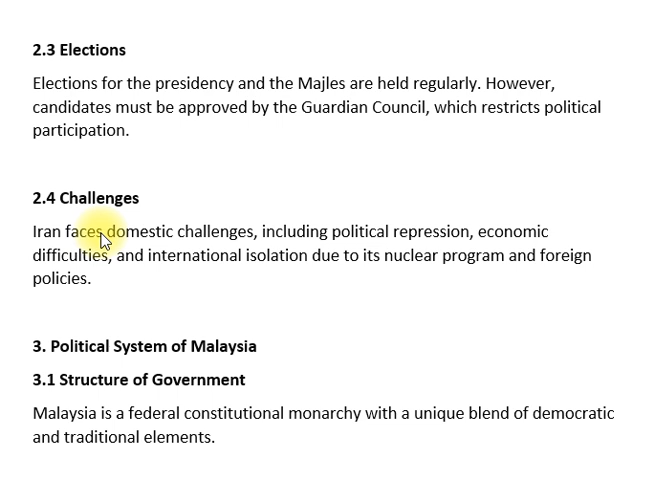 2.3 Elections
Elections for the presidency and the Majles are held regularly. However,
candidates must be approved by the Guardian Council, which restricts political
participation.
2.4 Challenges
Iran faces domestic challenges, including political repression, economic
difficulties, and international isolation due to its nuclear program and foreign
policies.
3. Political System of Malaysia
3.1 Structure of Government
Malaysia is a federal constitutional monarchy with a unique blend of democratic
and traditional elements.